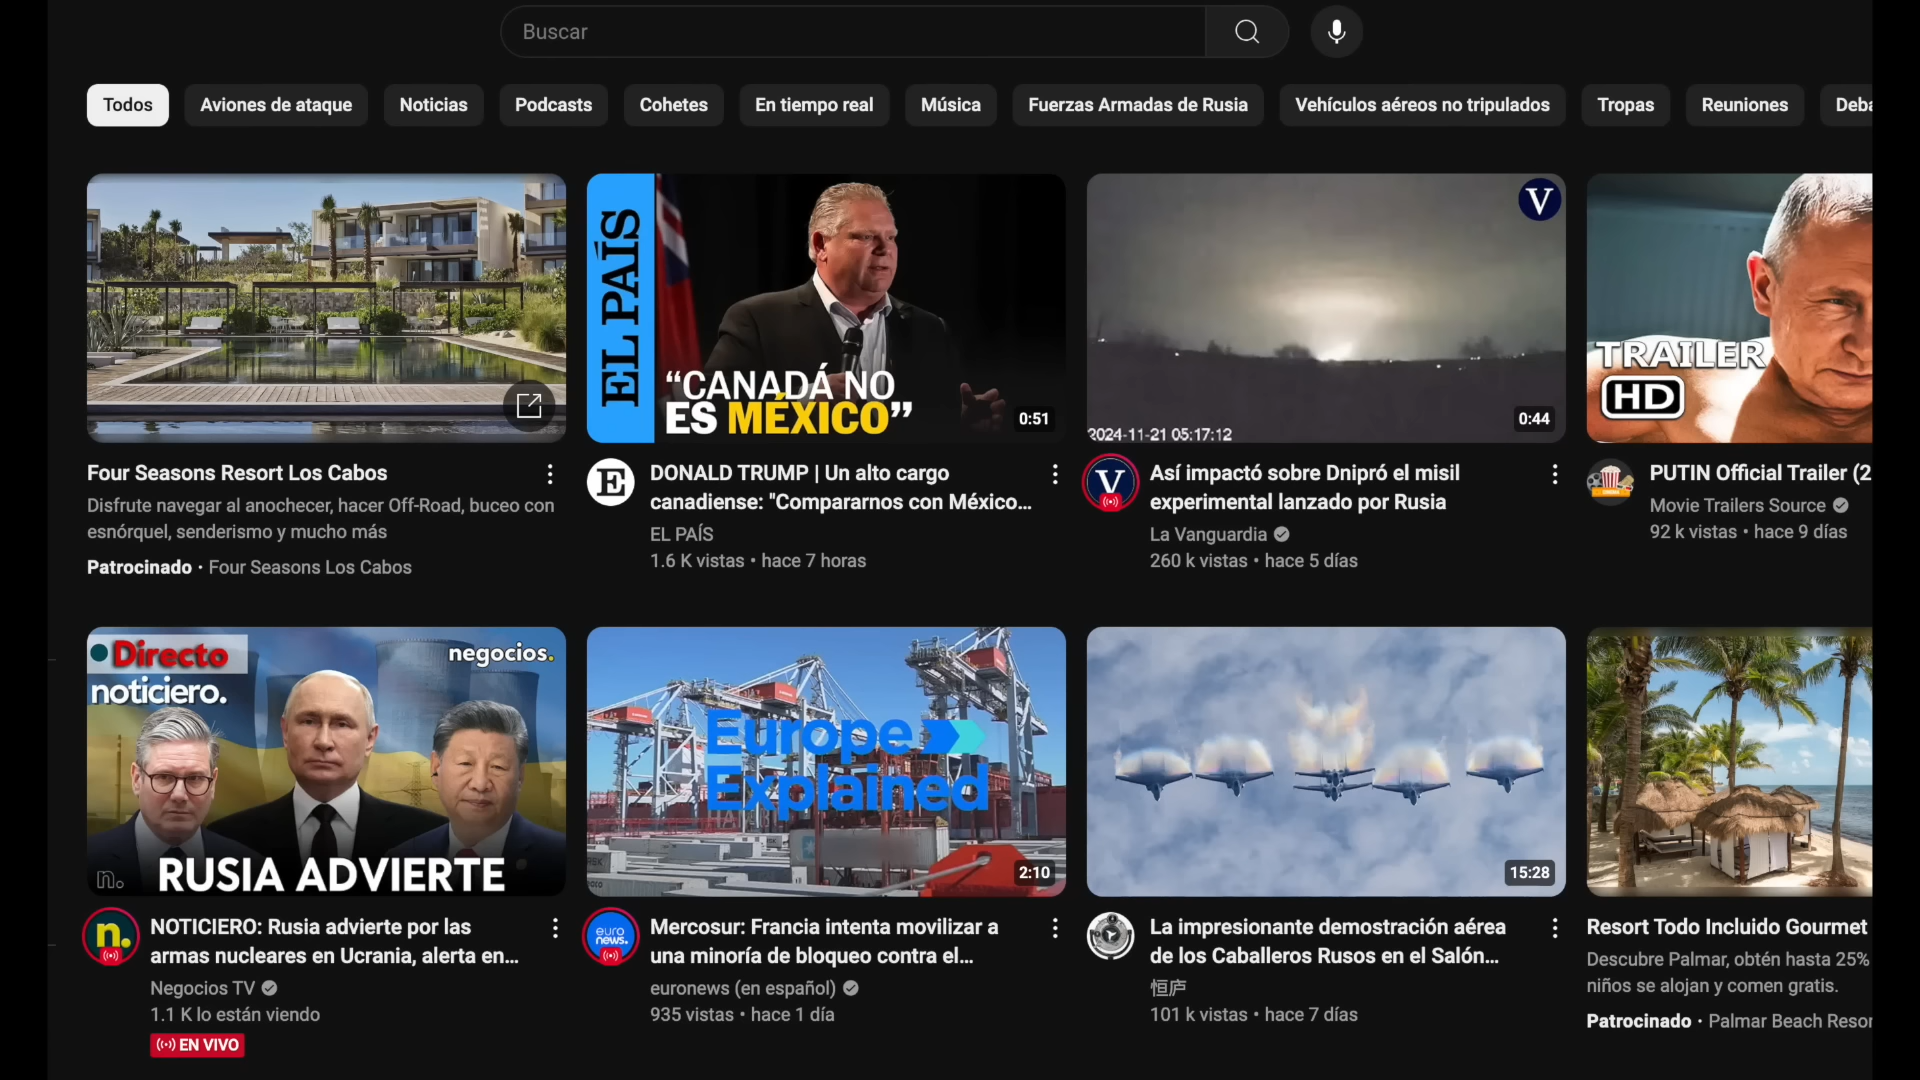 Buscar
Todos
Aviones de ataque
Noticias
Podcasts
Cohetes
En tiempo real
Música
Fuerzas Armadas de Rusia
Vehículos aéreos no tripulados
Tropas
Reuniones
Deba
EL PAÍS
“CANADÁ NO
ES MÉXICO”
0:51
V
2024-11-21 05:17:12
0:44
TRAILER
HD
Four Seasons Resort Los Cabos
Disfrute navegar al anochecer, hacer Off-Road, buceo con
esnórquel, senderismo y mucho más
Patrocinado · Four Seasons Los Cabos
E
DONALD TRUMP | Un alto cargo
canadiense: "Compararnos con México...
EL PAÍS
1.6 K vistas • hace 7 horas
V
Así impactó sobre Dnipró el misil
experimental lanzado por Rusia
La Vanguardia
260 k vistas • hace 5 días
PUTIN Official Trailer (2
Movie Trailers Source
92 k vistas • hace 9 días
Directo
noticiero.
negocios.
n.
RUSIA ADVIERTE
Europe
Explained
2:10
15:28
n.
NOTICIERO: Rusia advierte por las
armas nucleares en Ucrania, alerta en...
Negocios TV
1.1 K lo están viendo
EN VIVO
euro
news.
Mercosur: Francia intenta movilizar a
una minoría de bloqueo contra el...
euronews (en español)
935 vistas • hace 1 día
La impresionante demostración aérea
de los Caballeros Rusos en el Salón...
恒庐
101 k vistas • hace 7 días
Resort Todo Incluido Gourmet
Descubre Palmar, obtén hasta 25%
niños se alojan y comen gratis.
Patrocinado · Palmar Beach Resor